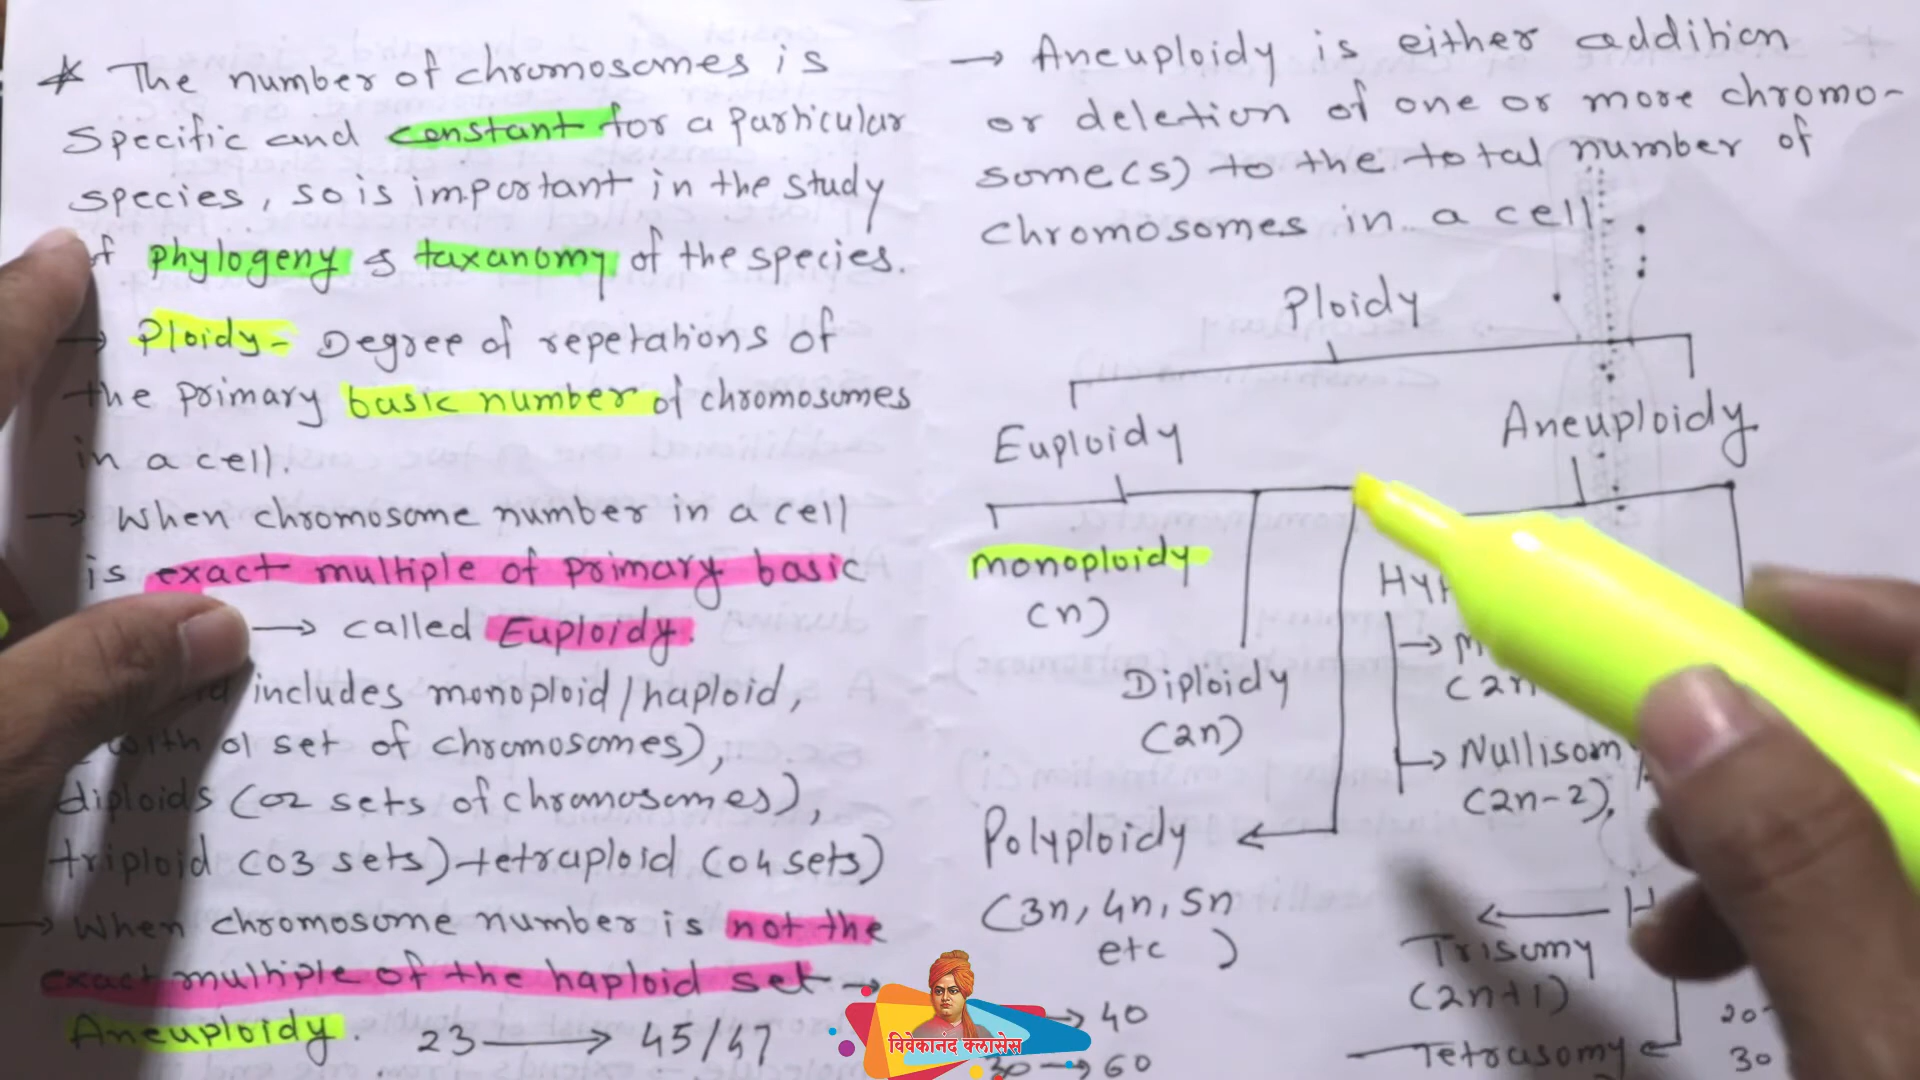 * The number of chromosomes is
specific and constant for a particular
species, so is important in the study
of phylogeny & taxanomy of the species.
→ Ploidy - Degree of repetations of
the primary basic number of chromosomes
in a cell.
→ When chromosome number in a cell
is exact multiple of primary basic
→ called Euploidy.
includes monoploid/haploid,
(with 01 set of chromosomes),
diploids (02 sets of chromosomes),
triploid (03 sets) tetraploid (04 sets)
→ When chromosome number is not the
exact multiple of the haploid set →
Aneuploidy. 23 → 45/47
→ Aneuploidy is either addition
or deletion of one or more chromo-
some(s) to the total number of
chromosomes in a cell.
Ploidy
Euploidy
Aneuploidy
monoploidy
(n)
Diploidy
(2n)
Polyploidy
(3n, 4n, 5n
etc )
→ 40
30 → 60
Nullisomy
(2n-2),
Trisomy
(2n+1)
Tetrasomy
20
30
विवेकानंद क्लासेस